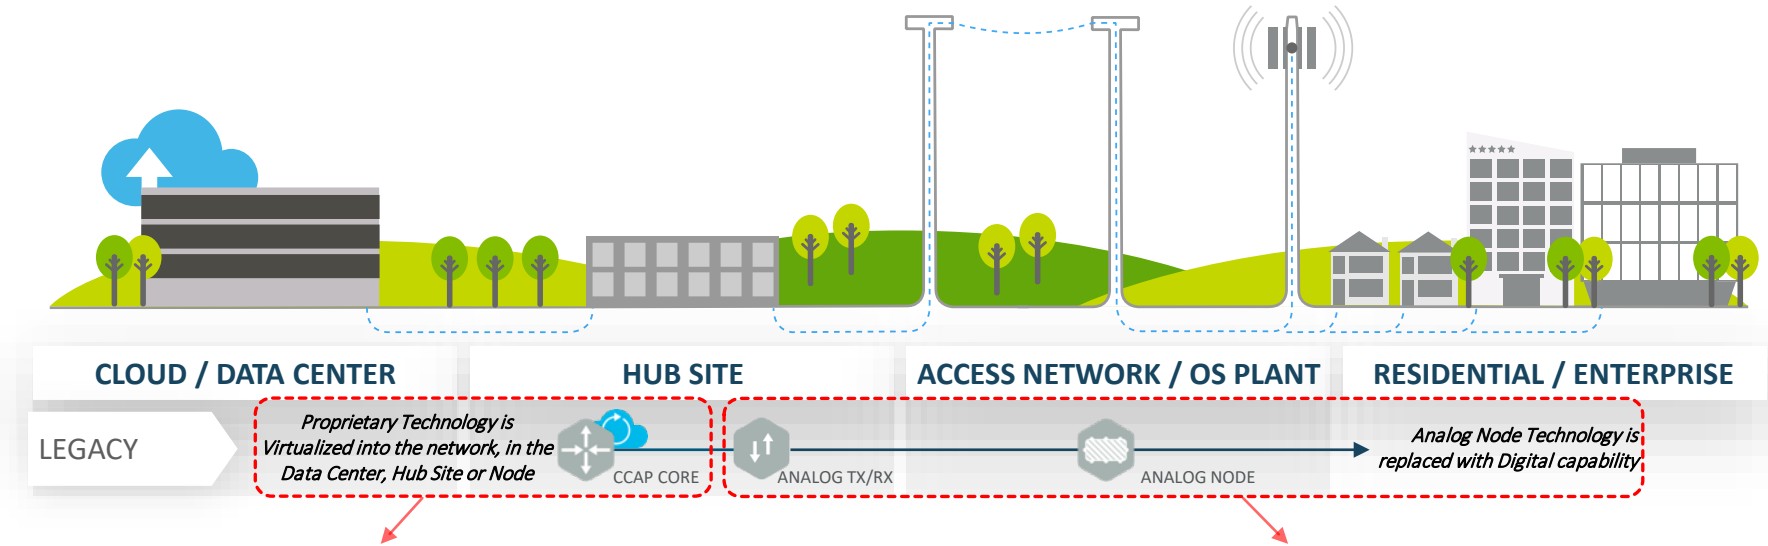 CLOUD / DATA CENTER
HUB SITE
ACCESS NETWORK / OS PLANT
RESIDENTIAL / ENTERPRISE
LEGACY
Proprietary Technology is
Virtualized into the network, in the
Data Center, Hub Site or Node
CCAP CORE
ANALOG TX/RX
ANALOG NODE
Analog Node Technology is
replaced with Digital capability